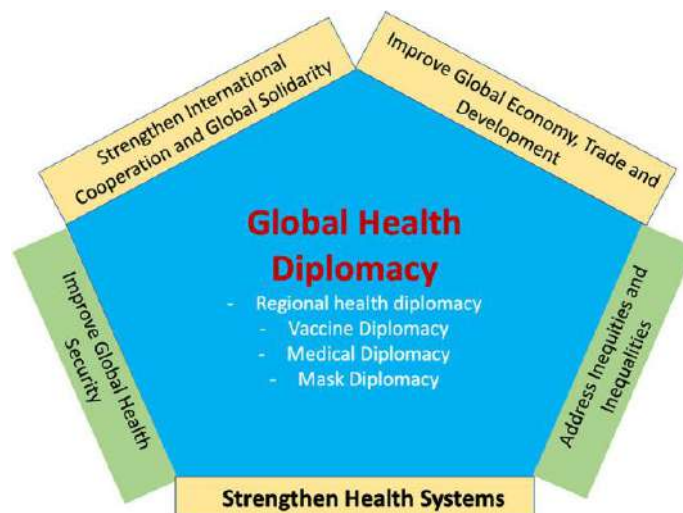 Strengthen International
Cooperation and Global Solidarity
Improve Global Economy, Trade and
Development
Global Health
Diplomacy
- Regional health diplomacy
- Vaccine Diplomacy
- Medical Diplomacy
- Mask Diplomacy
Improve Global Health
Security
Address Inequities and
Inequalities
Strengthen Health Systems